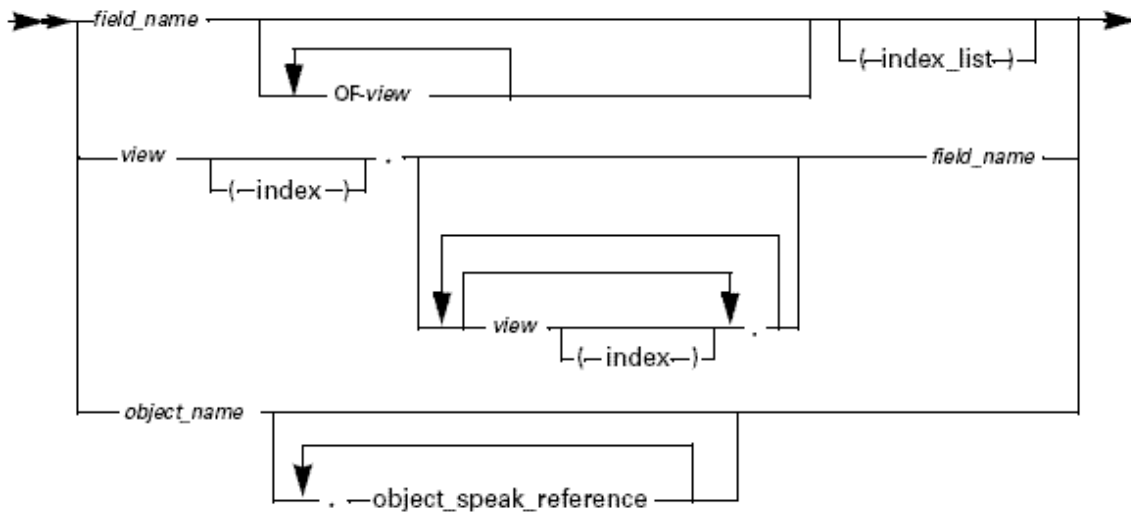 field_name
( index_list )
OF-view
view . field_name
( index )
view .
( index )
object_name
. object_speak_reference